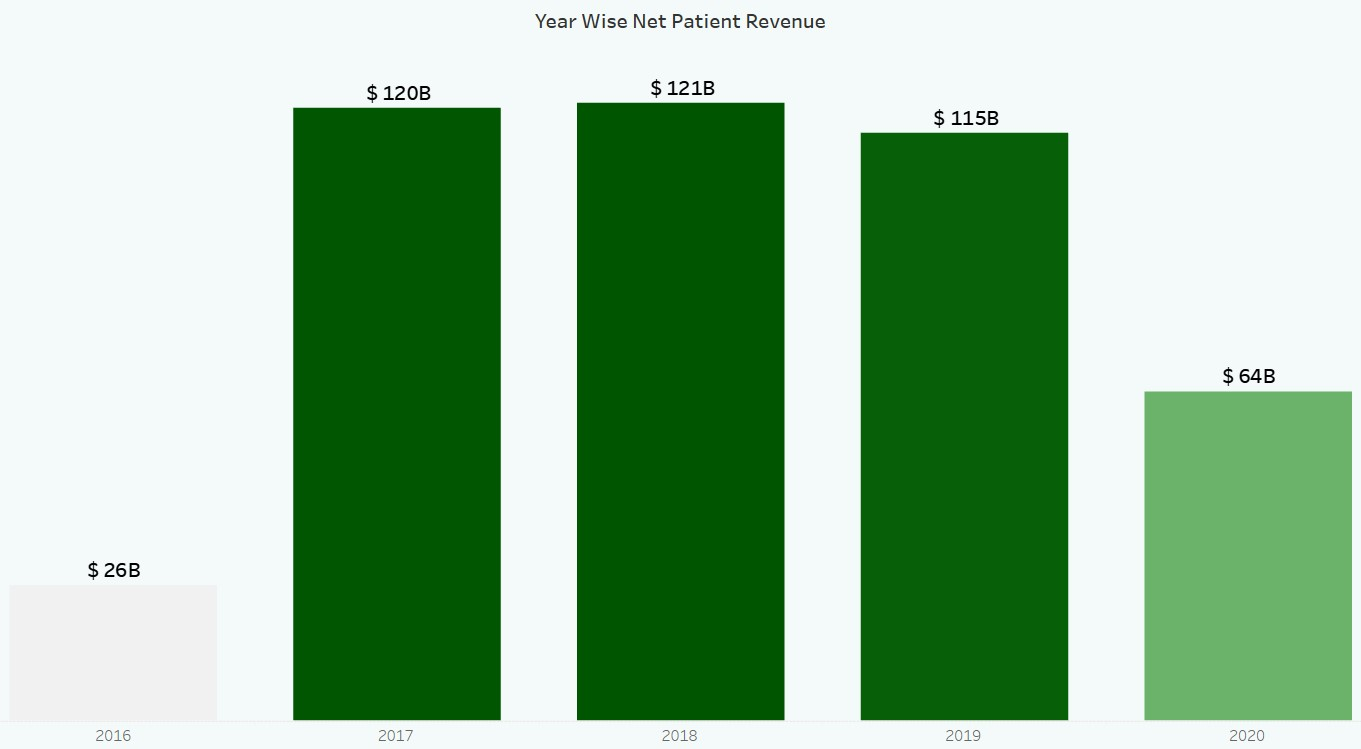 Year Wise Net Patient Revenue
$ 120B
$ 121B
$ 115B
$ 64B
$ 26B
2016
2017
2018
2019
2020